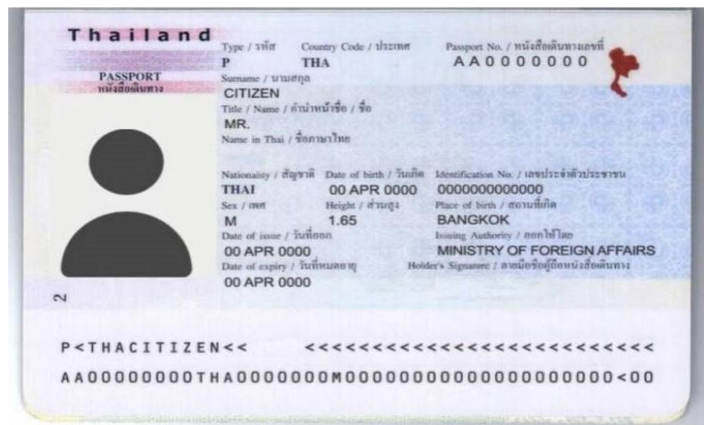 Thailand
Type / รหัส Country Code / ประเทศ Passport No. / หนังสือเดินทางเลขที่
P THA AA0000000
PASSPORT
หนังสือเดินทาง
Surname / นามสกุล
CITIZEN
Title / Name / คำนำหน้าชื่อ / ชื่อ
MR.
Name in Thai / ชื่อภาษาไทย
Nationality / สัญชาติ Date of birth / วันเกิด Identification No. / เลขประจำตัวประชาชน
THAI 00 APR 0000 0000000000000
Sex / เพศ Height / ส่วนสูง Place of birth / สถานที่เกิด
M 1.65 BANGKOK
Date of issue / วันที่ออก Issuing Authority / ออกให้โดย
00 APR 0000 MINISTRY OF FOREIGN AFFAIRS
Date of expiry / วันที่หมดอายุ Holder's Signature / ลายมือชื่อผู้ถือหนังสือเดินทาง
00 APR 0000
2
P<THACITIZEN<< <<<<<<<<<<<<<<<<<<<<<<<<<<
AA00000000THA0000000M0000000000000000000000<00